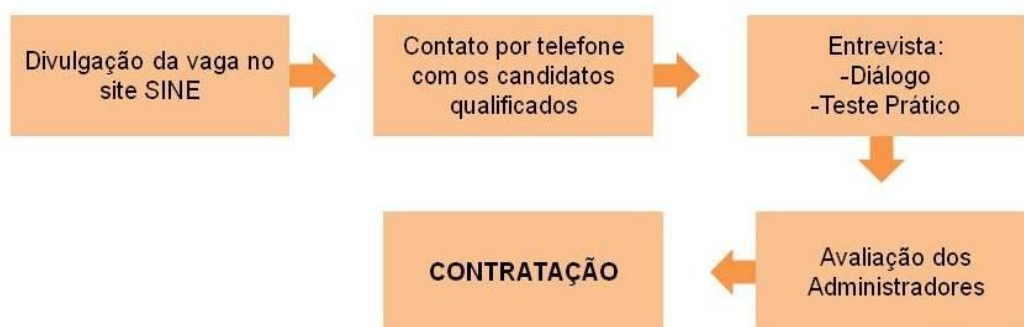 Divulgação da vaga no
site SINE
Contato por telefone
com os candidatos
qualificados
Entrevista:
-Diálogo
-Teste Prático
Avaliação dos
Administradores
CONTRATAÇÃO